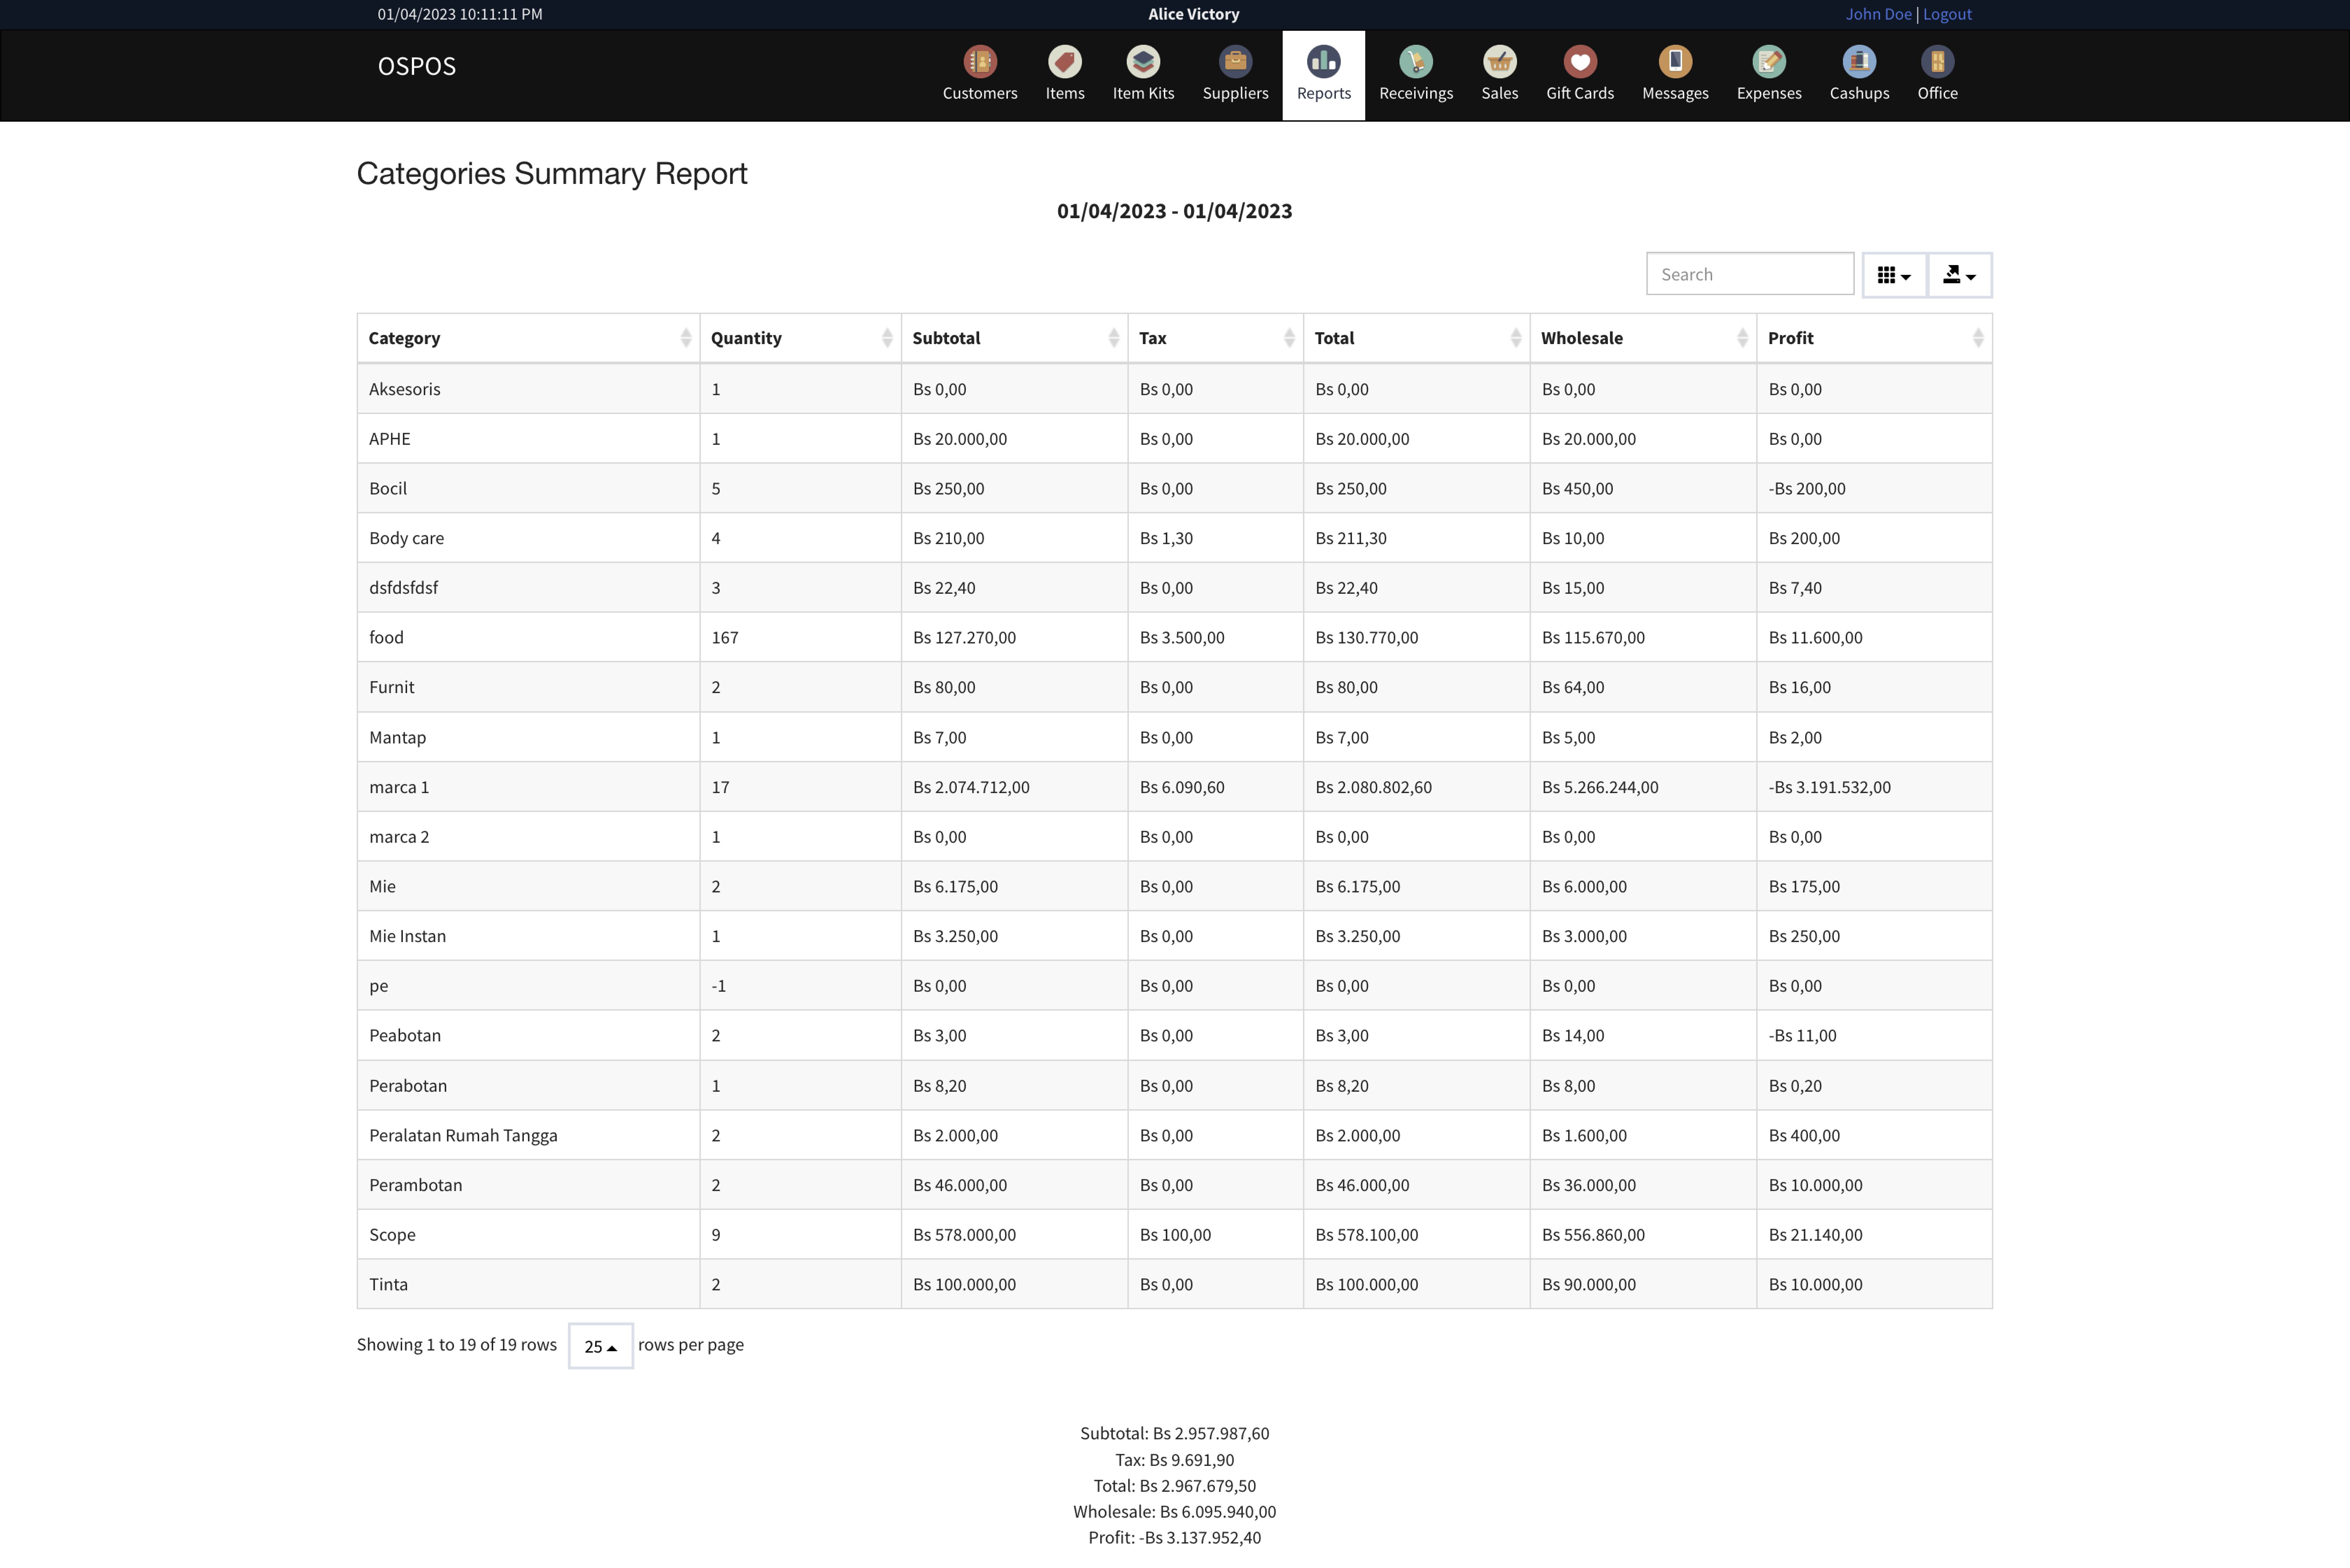 01/04/2023 10:11:11 PM Alice Victory John Doe | Logout
OSPOS Customers Items Item Kits Suppliers Reports Receivings Sales Gift Cards Messages Expenses Cashups Office
Categories Summary Report
01/04/2023 - 01/04/2023
Search
Category Quantity Subtotal Tax Total Wholesale Profit
Aksesoris 1 Bs 0,00 Bs 0,00 Bs 0,00 Bs 0,00 Bs 0,00
APHE 1 Bs 20.000,00 Bs 0,00 Bs 20.000,00 Bs 20.000,00 Bs 0,00
Bocil 5 Bs 250,00 Bs 0,00 Bs 250,00 Bs 450,00 -Bs 200,00
Body care 4 Bs 210,00 Bs 1,30 Bs 211,30 Bs 10,00 Bs 200,00
dsfdsfdsf 3 Bs 22,40 Bs 0,00 Bs 22,40 Bs 15,00 Bs 7,40
food 167 Bs 127.270,00 Bs 3.500,00 Bs 130.770,00 Bs 115.670,00 Bs 11.600,00
Furnit 2 Bs 80,00 Bs 0,00 Bs 80,00 Bs 64,00 Bs 16,00
Mantap 1 Bs 7,00 Bs 0,00 Bs 7,00 Bs 5,00 Bs 2,00
marca 1 17 Bs 2.074.712,00 Bs 6.090,60 Bs 2.080.802,60 Bs 5.266.244,00 -Bs 3.191.532,00
marca 2 1 Bs 0,00 Bs 0,00 Bs 0,00 Bs 0,00 Bs 0,00
Mie 2 Bs 6.175,00 Bs 0,00 Bs 6.175,00 Bs 6.000,00 Bs 175,00
Mie Instan 1 Bs 3.250,00 Bs 0,00 Bs 3.250,00 Bs 3.000,00 Bs 250,00
pe -1 Bs 0,00 Bs 0,00 Bs 0,00 Bs 0,00 Bs 0,00
Peabotan 2 Bs 3,00 Bs 0,00 Bs 3,00 Bs 14,00 -Bs 11,00
Perabotan 1 Bs 8,20 Bs 0,00 Bs 8,20 Bs 8,00 Bs 0,20
Peralatan Rumah Tangga 2 Bs 2.000,00 Bs 0,00 Bs 2.000,00 Bs 1.600,00 Bs 400,00
Perambotan 2 Bs 46.000,00 Bs 0,00 Bs 46.000,00 Bs 36.000,00 Bs 10.000,00
Scope 9 Bs 578.000,00 Bs 100,00 Bs 578.100,00 Bs 556.860,00 Bs 21.140,00
Tinta 2 Bs 100.000,00 Bs 0,00 Bs 100.000,00 Bs 90.000,00 Bs 10.000,00
Showing 1 to 19 of 19 rows 25 rows per page
Subtotal: Bs 2.957.987,60
Tax: Bs 9.691,90
Total: Bs 2.967.679,50
Wholesale: Bs 6.095.940,00
Profit: -Bs 3.137.952,40